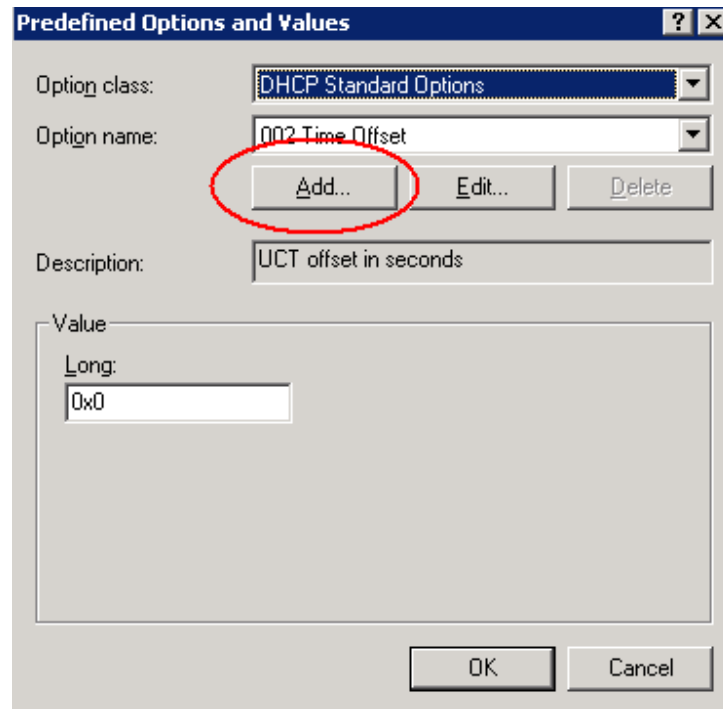 Predefined Options and Values
Option class: DHCP Standard Options
Option name: 002 Time Offset
Add... Edit... Delete
Description: UCT offset in seconds
Value
Long:
0x0
OK Cancel